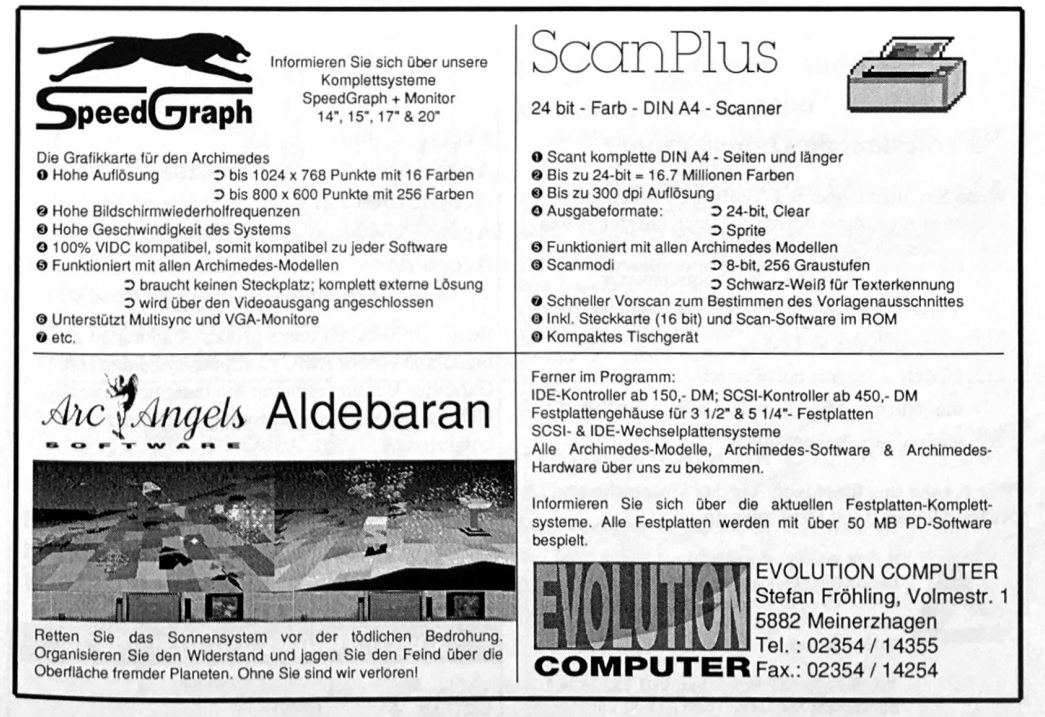 SpeedGraph
Informieren Sie sich über unsere
Komplettsysteme
SpeedGraph + Monitor
14", 15", 17" & 20"
Die Grafikkarte für den Archimedes
❶ Hohe Auflösung ➲ bis 1024 x 768 Punkte mit 16 Farben
➲ bis 800 x 600 Punkte mit 256 Farben
❷ Hohe Bildschirmwiederholfrequenzen
❸ Hohe Geschwindigkeit des Systems
❹ 100% VIDC kompatibel, somit kompatibel zu jeder Software
❺ Funktioniert mit allen Archimedes-Modellen
➲ braucht keinen Steckplatz; komplett externe Lösung
➲ wird über den Videoausgang angeschlossen
❻ Unterstützt Multisync und VGA-Monitore
❼ etc.
ScanPlus
24 bit - Farb - DIN A4 - Scanner
❶ Scant komplette DIN A4 - Seiten und länger
❷ Bis zu 24-bit = 16.7 Millionen Farben
❸ Bis zu 300 dpi Auflösung
❹ Ausgabeformate: ➲ 24-bit, Clear
➲ Sprite
❺ Funktioniert mit allen Archimedes Modellen
❻ Scanmodi ➲ 8-bit, 256 Graustufen
➲ Schwarz-Weiß für Texterkennung
❼ Schneller Vorscan zum Bestimmen des Vorlagenausschnittes
❽ Inkl. Steckkarte (16 bit) und Scan-Software im ROM
❾ Kompaktes Tischgerät
Arc Angels
SOFTWARE
Aldebaran
Retten Sie das Sonnensystem vor der tödlichen Bedrohung.
Organisieren Sie den Widerstand und jagen Sie den Feind über die
Oberfläche fremder Planeten. Ohne Sie sind wir verloren!
Ferner im Programm:
IDE-Kontroller ab 150,- DM; SCSI-Kontroller ab 450,- DM
Festplattengehäuse für 3 1/2" & 5 1/4"- Festplatten
SCSI- & IDE-Wechselplattensysteme
Alle Archimedes-Modelle, Archimedes-Software & Archimedes-
Hardware über uns zu bekommen.
Informieren Sie sich über die aktuellen Festplatten-Komplett-
systeme. Alle Festplatten werden mit über 50 MB PD-Software
bespielt.
EVOLUTION
COMPUTER
EVOLUTION COMPUTER
Stefan Fröhling, Volmestr. 1
5882 Meinerzhagen
Tel. : 02354 / 14355
Fax.: 02354 / 14254